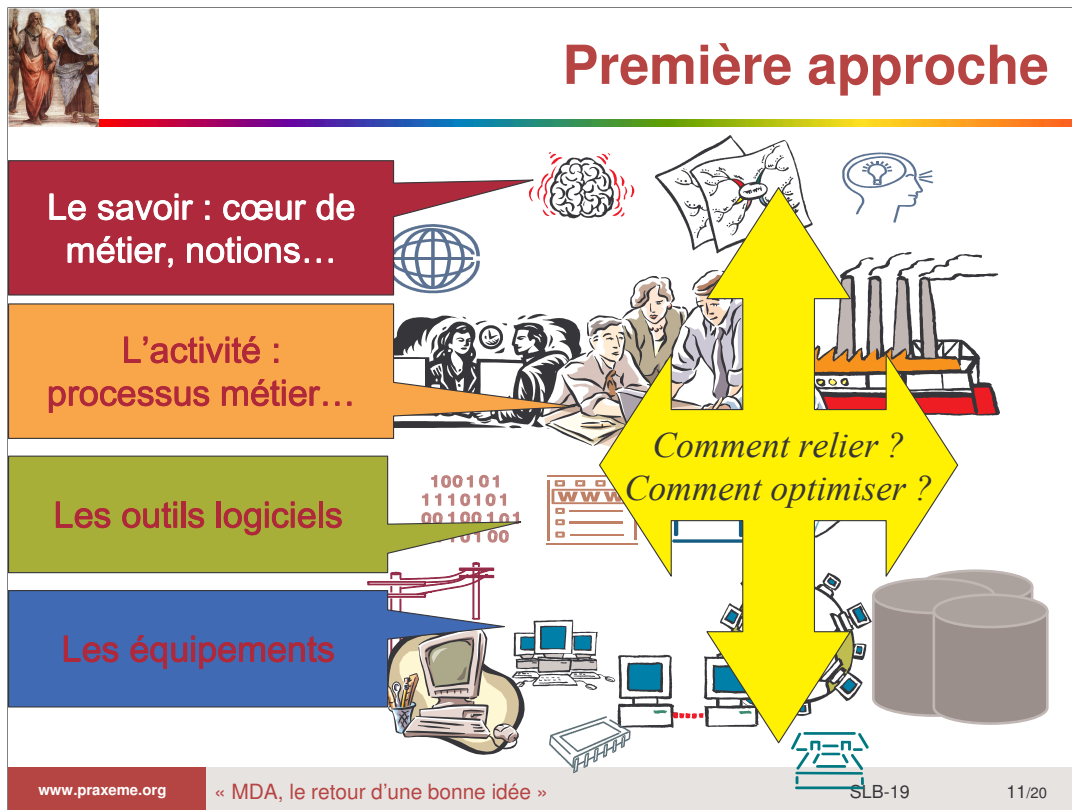 Première approche
Le savoir : cœur de
métier, notions…
L'activité :
processus métier…
Comment relier ?
Comment optimiser ?
100101
1110101
00100101
10100
WWW
Les outils logiciels
Les équipements
www.praxeme.org
« MDA, le retour d'une bonne idée »
SLB-19
11/20